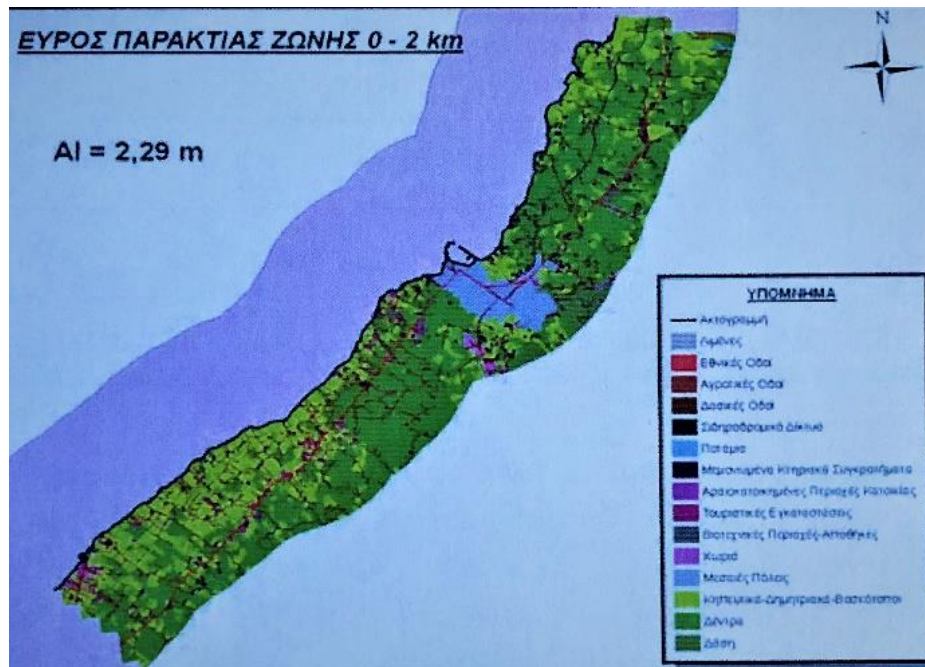 ΕΥΡΟΣ ΠΑΡΑΚΤΙΑΣ ΖΩΝΗΣ 0 - 2 km
N
AI = 2,29 m
ΥΠΟΜΝΗΜΑ
Ακτογραμμή
Λιμένες
Εθνικές Οδοί
Αγροτικές Οδοί
Δασικές Οδοί
Σιδηροδρομικό Δίκτυο
Ποτάμια
Μεμονωμένα Κτηριακά Συγκροτήματα
Αραιοκατοικημένες Περιοχές Κατοικίας
Τουριστικές Εγκαταστάσεις
Βιοτεχνικές Περιοχές-Αποθήκες
Χωριά
Μεσαίες Πόλεις
Κηπευτικά-Δημητριακά-Βοσκότοποι
Δέντρα
Δάση